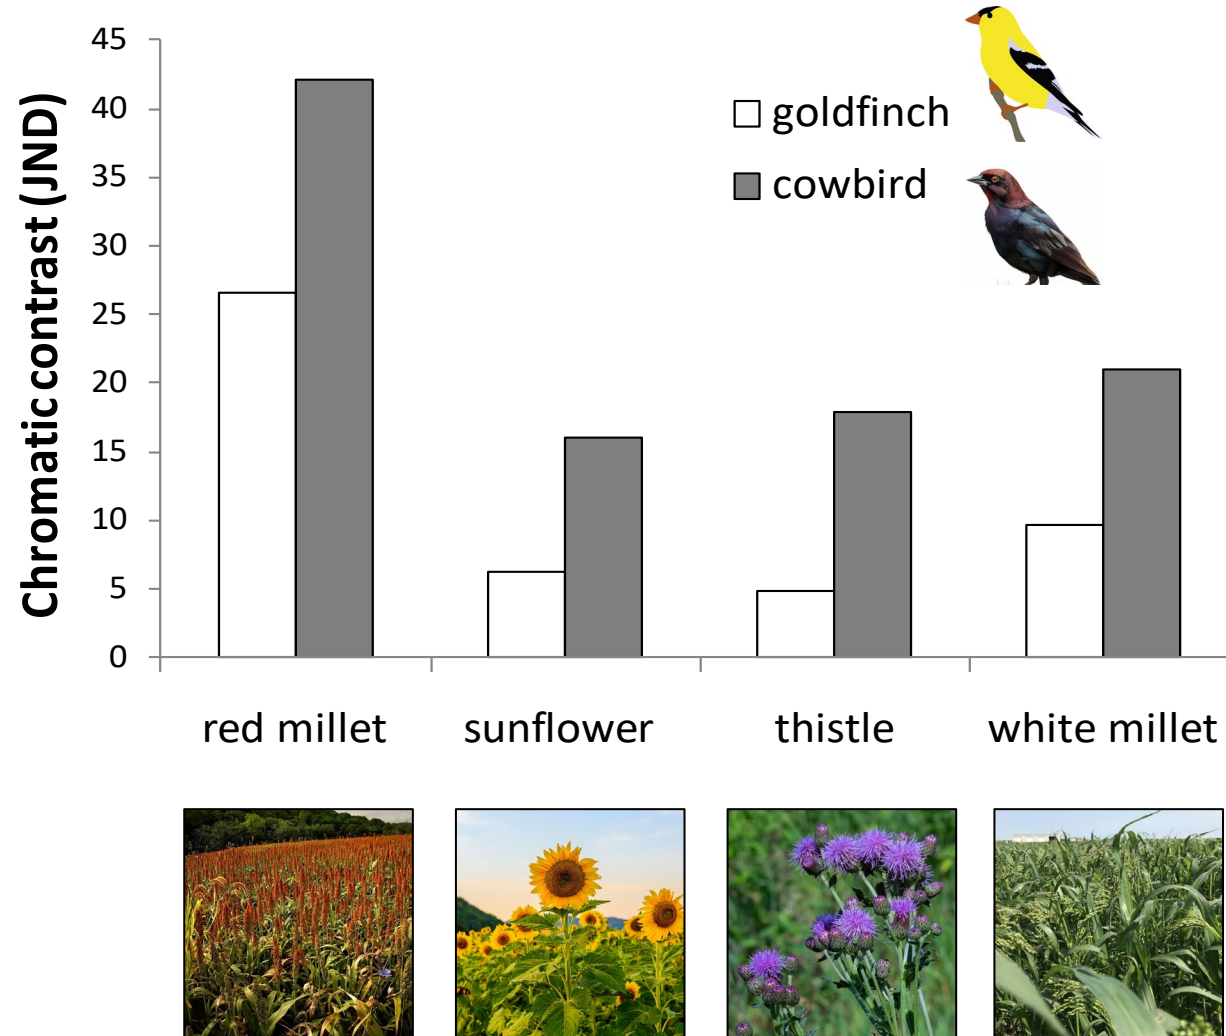 Chromatic contrast (JND)
45
40
35
30
25
20
15
10
5
0
goldfinch
cowbird
red millet
sunflower
thistle
white millet